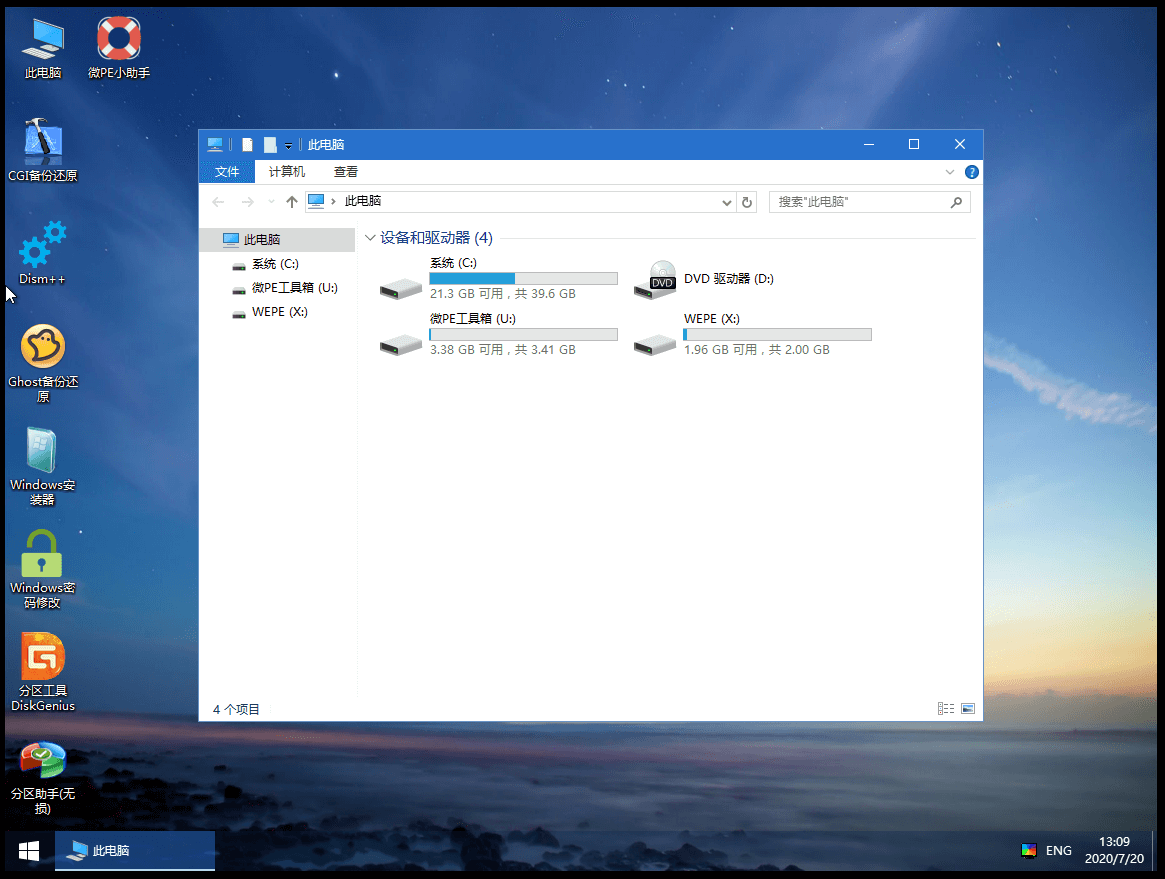 此电脑
微PE小助手
CGI备份还原
Dism++
Ghost备份还
原
Windows安
装器
Windows密
码修改
分区工具
DiskGenius
分区助手(无
损)
此电脑
文件
计算机
查看
此电脑
搜索"此电脑"
此电脑
系统 (C:)
微PE工具箱 (U:)
WEPE (X:)
设备和驱动器 (4)
系统 (C:)
21.3 GB 可用，共 39.6 GB
DVD
DVD 驱动器 (D:)
微PE工具箱 (U:)
3.38 GB 可用，共 3.41 GB
WEPE (X:)
1.96 GB 可用，共 2.00 GB
4 个项目
此电脑
ENG
13:09
2020/7/20